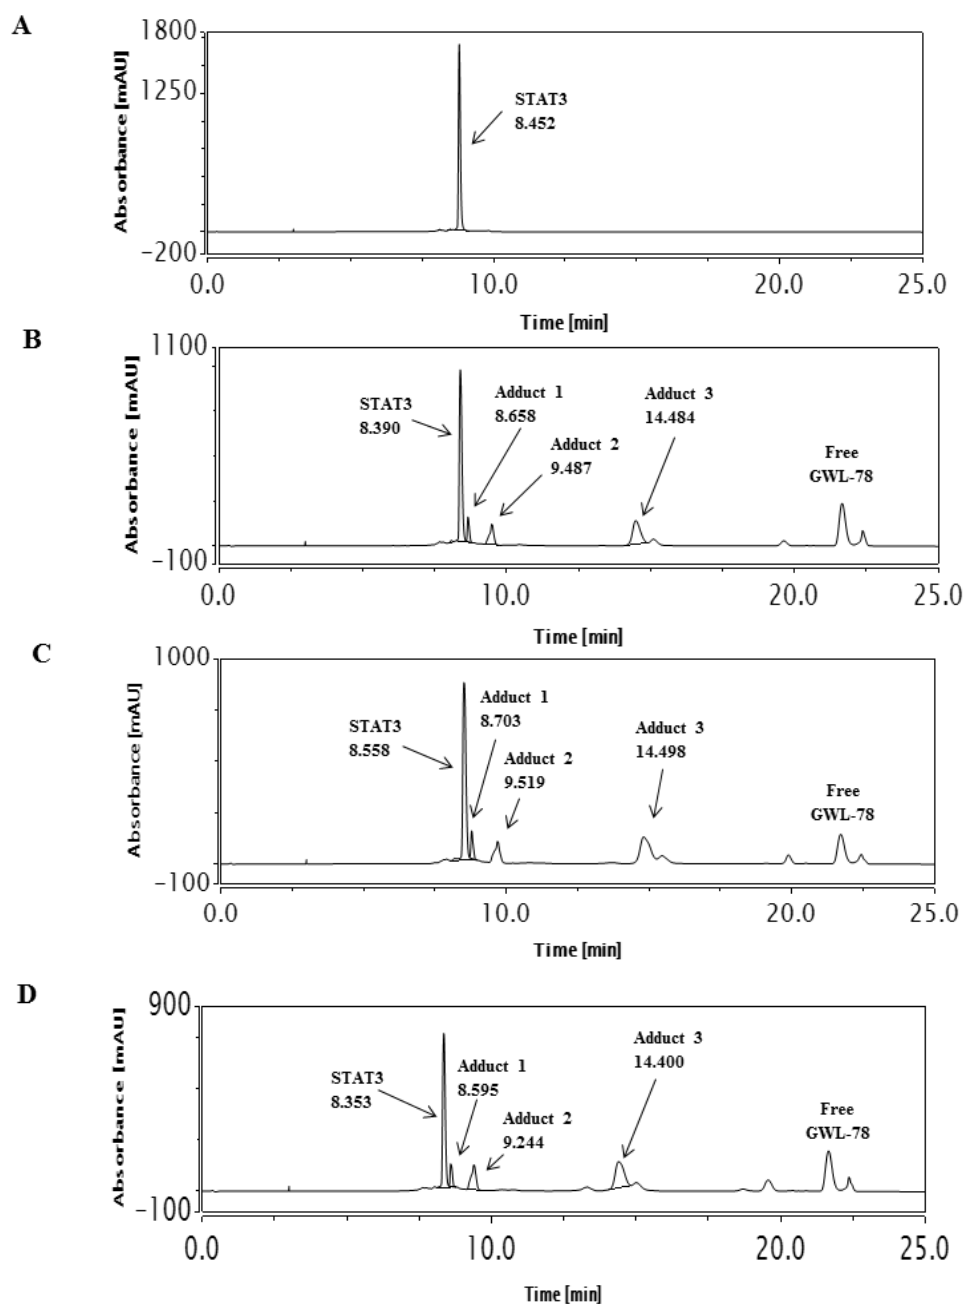 A
Absorbance [mAU]
1800
1250
-200
STAT3
8.452
0.0
10.0
20.0
25.0
Time [min]
B
Absorbance [mAU]
1100
-100
STAT3
8.390
Adduct 1
8.658
Adduct 2
9.487
Adduct 3
14.484
Free
GWL-78
0.0
10.0
20.0
25.0
Time [min]
C
Absorbance [mAU]
1000
-100
STAT3
8.558
Adduct 1
8.703
Adduct 2
9.519
Adduct 3
14.498
Free
GWL-78
0.0
10.0
20.0
25.0
Time [min]
D
Absorbance [mAU]
900
-100
STAT3
8.353
Adduct 1
8.595
Adduct 2
9.244
Adduct 3
14.400
Free
GWL-78
0.0
10.0
20.0
25.0
Time [min]